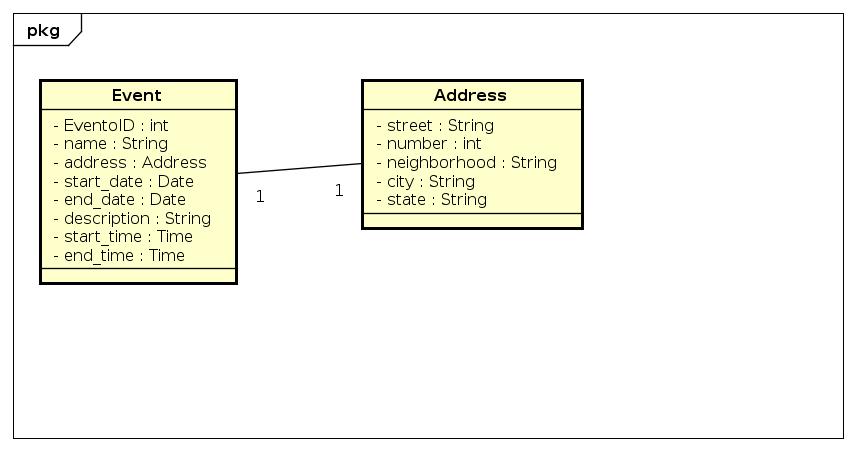 pkg
Event
- EventoID : int
- name : String
- address : Address
- start_date : Date
- end_date : Date
- description : String
- start_time : Time
- end_time : Time
1
1
Address
- street : String
- number : int
- neighborhood : String
- city : String
- state : String